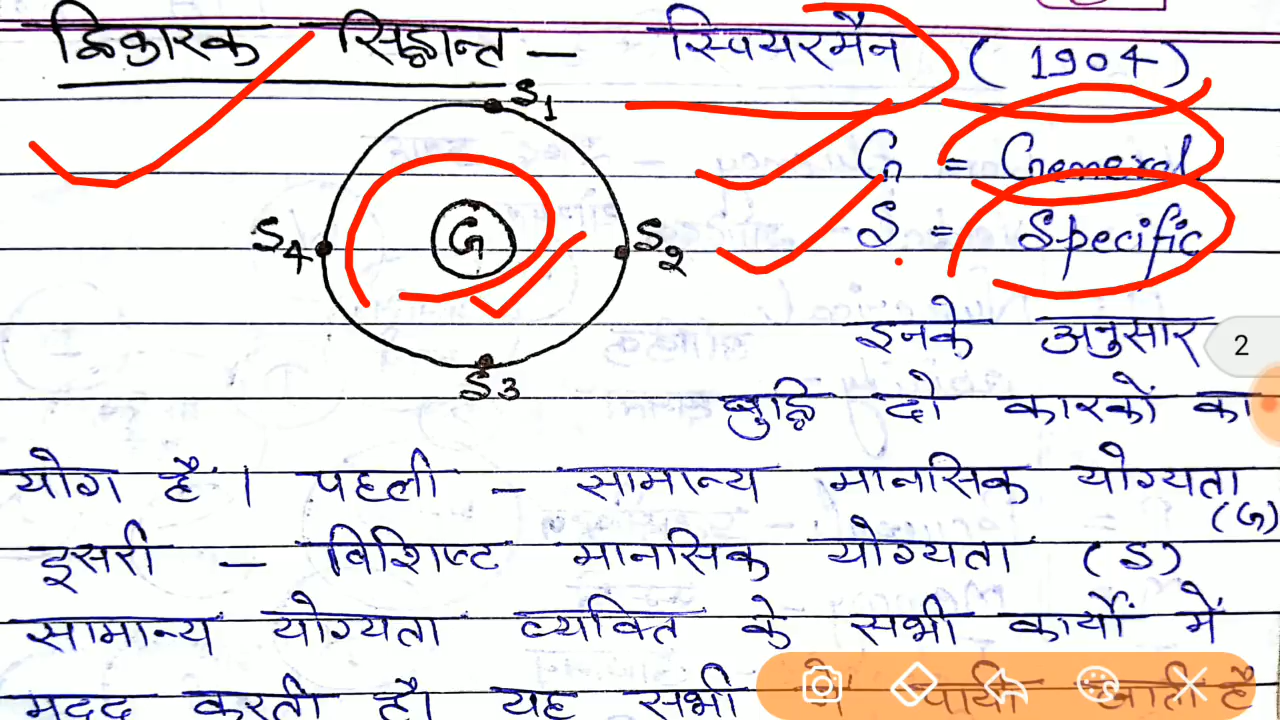 द्विकारक सिद्धान्त – स्पियरमैन (1904)
S1
G = General
S4 G S2
S = Specific
S3
इनके अनुसार
2
बुद्धि दो कारकों का
योग है। पहली – सामान्य मानसिक योग्यता (G)
दूसरी – विशिष्ट मानसिक योग्यता (S)
सामान्य योग्यता व्यक्ति के सभी कार्यों में
मदद करती है। यह सभी में पायी जाती है